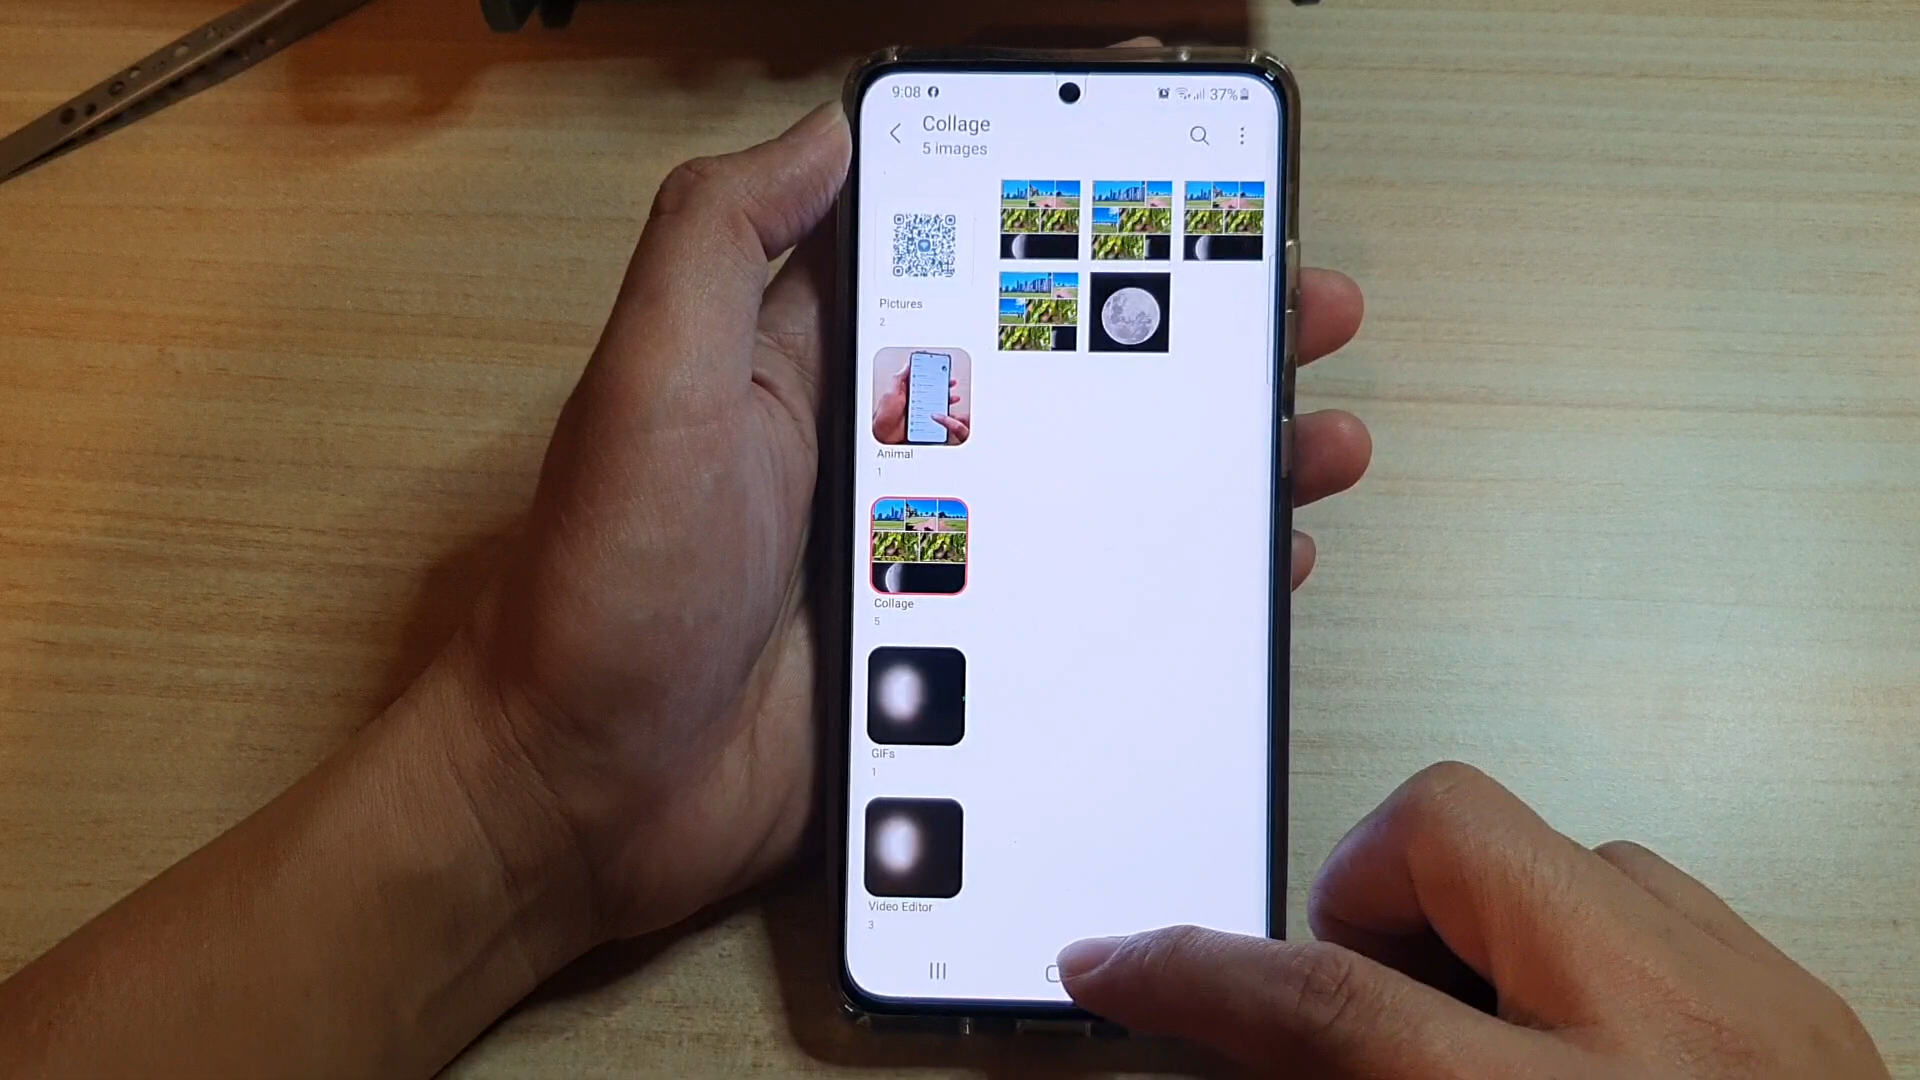 9:08
37%
Collage
5 images
Pictures
2
Animal
1
Collage
5
GIFs
1
Video Editor
3